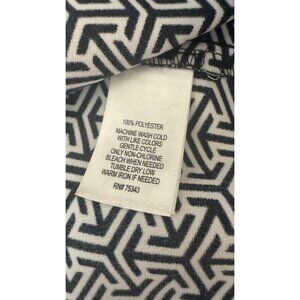 100% POLYESTER
MACHINE WASH COLD
WITH LIKE COLORS
GENTLE CYCLE
ONLY NON-CHLORINE
BLEACH WHEN NEEDED
TUMBLE DRY LOW
WARM IRON IF NEEDED
RN# 75343